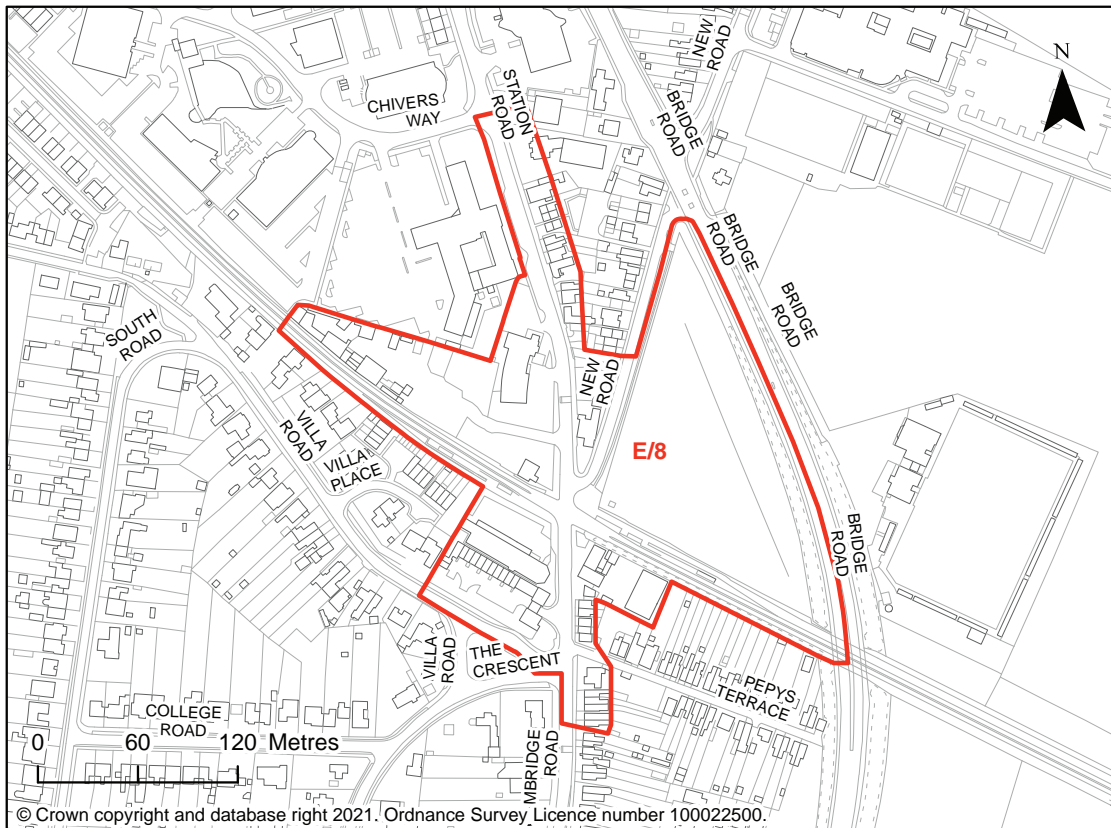 NEW
ROAD
N
STATION
ROAD
CHIVERS
WAY
BRIDGE
ROAD
BRIDGE
ROAD
BRIDGE
ROAD
SOUTH
ROAD
NEW
ROAD
VILLA
ROAD
VILLA
PLACE
E/8
BRIDGE
ROAD
THE
CRESCENT
VILLA
ROAD
PEPYS
TERRACE
COLLEGE
ROAD
MBRIDGE
ROAD
0 60 120 Metres
© Crown copyright and database right 2021. Ordnance Survey Licence number 100022500.